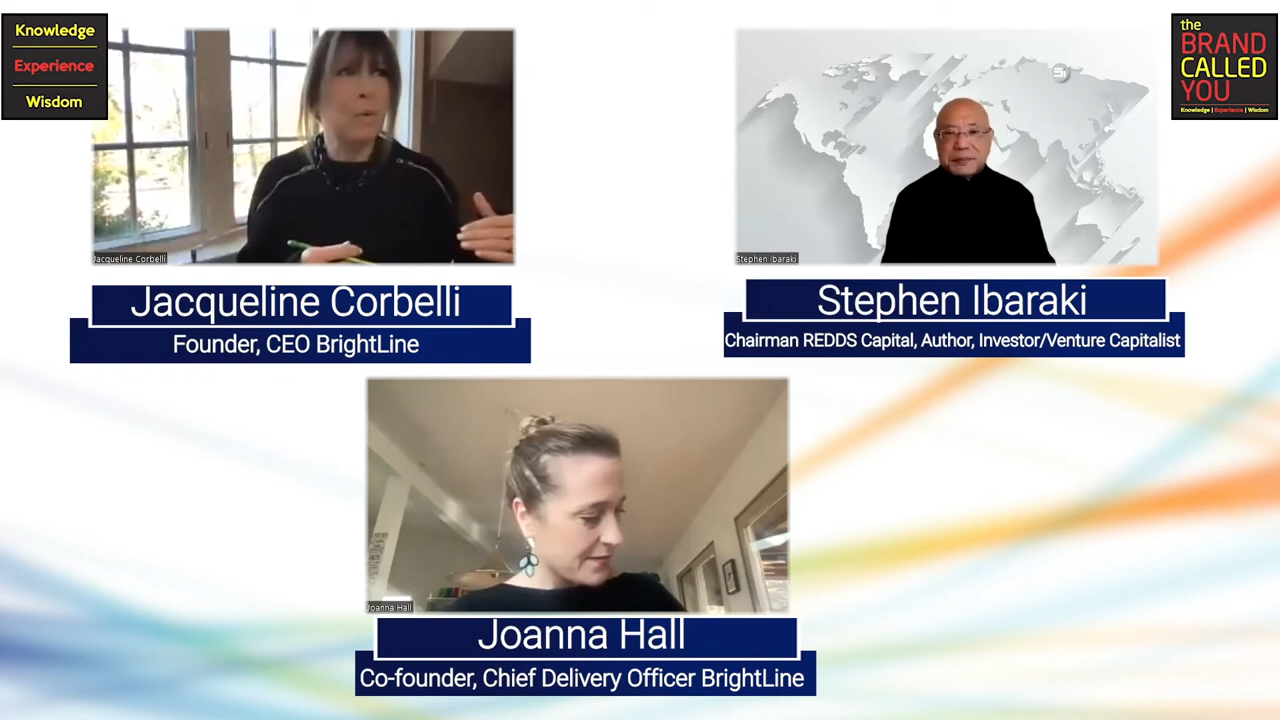 Knowledge
Experience
Wisdom
the
BRAND
CALLED
YOU
Knowledge | Experience | Wisdom
SI
Jacqueline Corbelli
Stephen Ibaraki
Jacqueline Corbelli
Founder, CEO BrightLine
Stephen Ibaraki
Chairman REDDS Capital, Author, Investor/Venture Capitalist
Joanna Hall
Joanna Hall
Co-founder, Chief Delivery Officer BrightLine